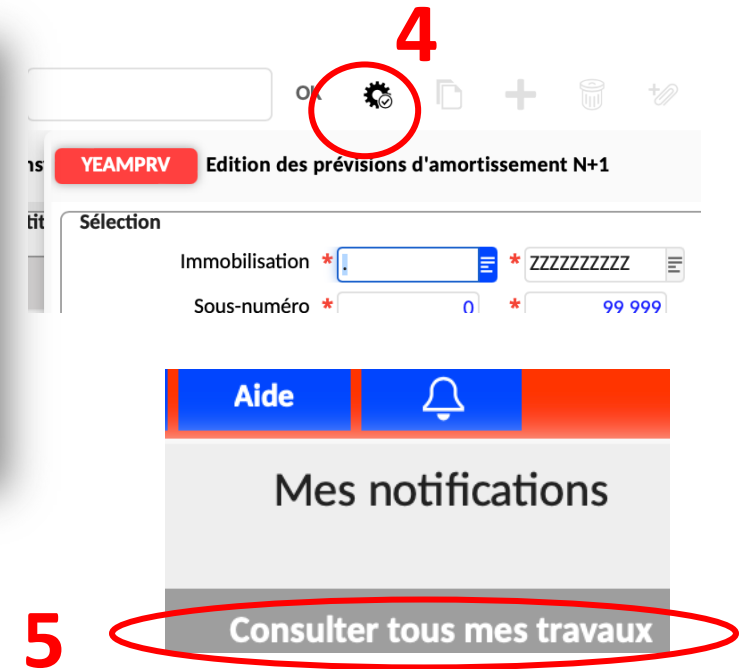 4
OK
YEAMPRV Edition des prévisions d'amortissement N+1
Sélection
Immobilisation * . * ZZZZZZZZZZ
Sous-numéro * 0 * 99 999
Aide
Mes notifications
5 Consulter tous mes travaux